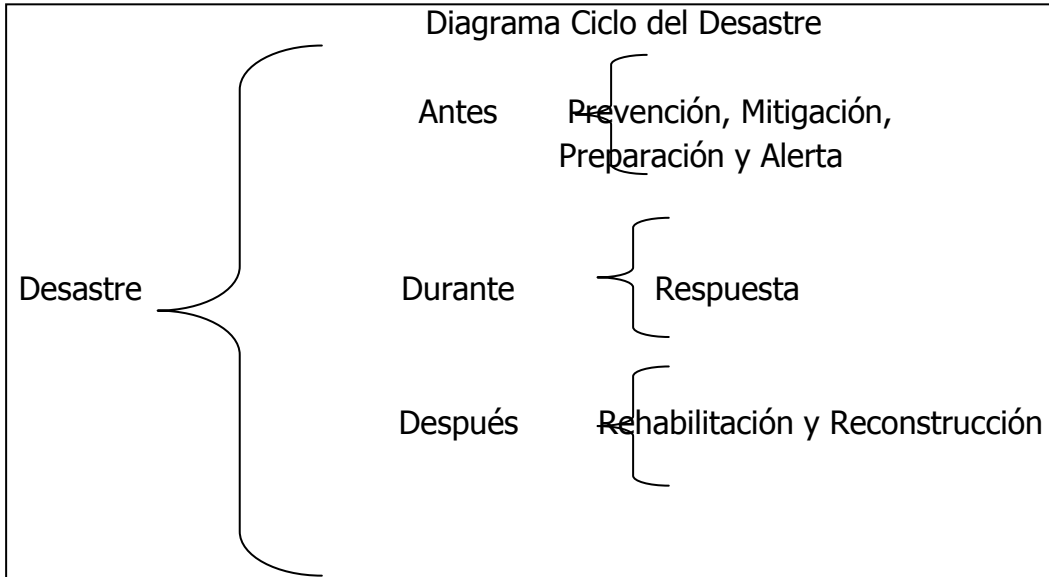 Diagrama Ciclo del Desastre
Antes Prevención, Mitigación,
Preparación y Alerta
Desastre Durante Respuesta
Después Rehabilitación y Reconstrucción